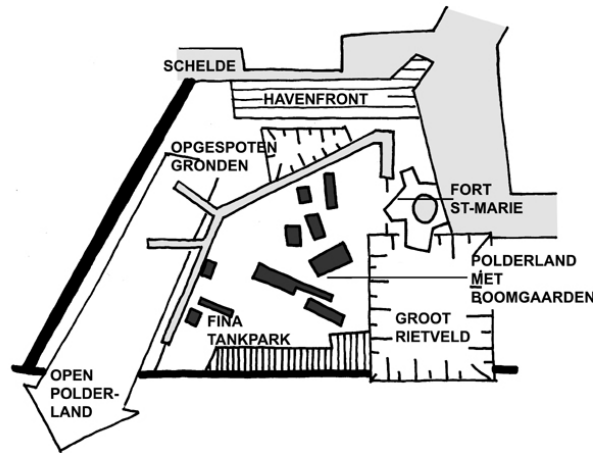 SCHELDE
HAVENFRONT
OPGESPOTEN
GRONDEN
FORT
ST-MARIE
POLDERLAND
MET
BOOMGAARDEN
FINA
TANKPARK
GROOT
RIETVELD
OPEN
POLDER-
LAND